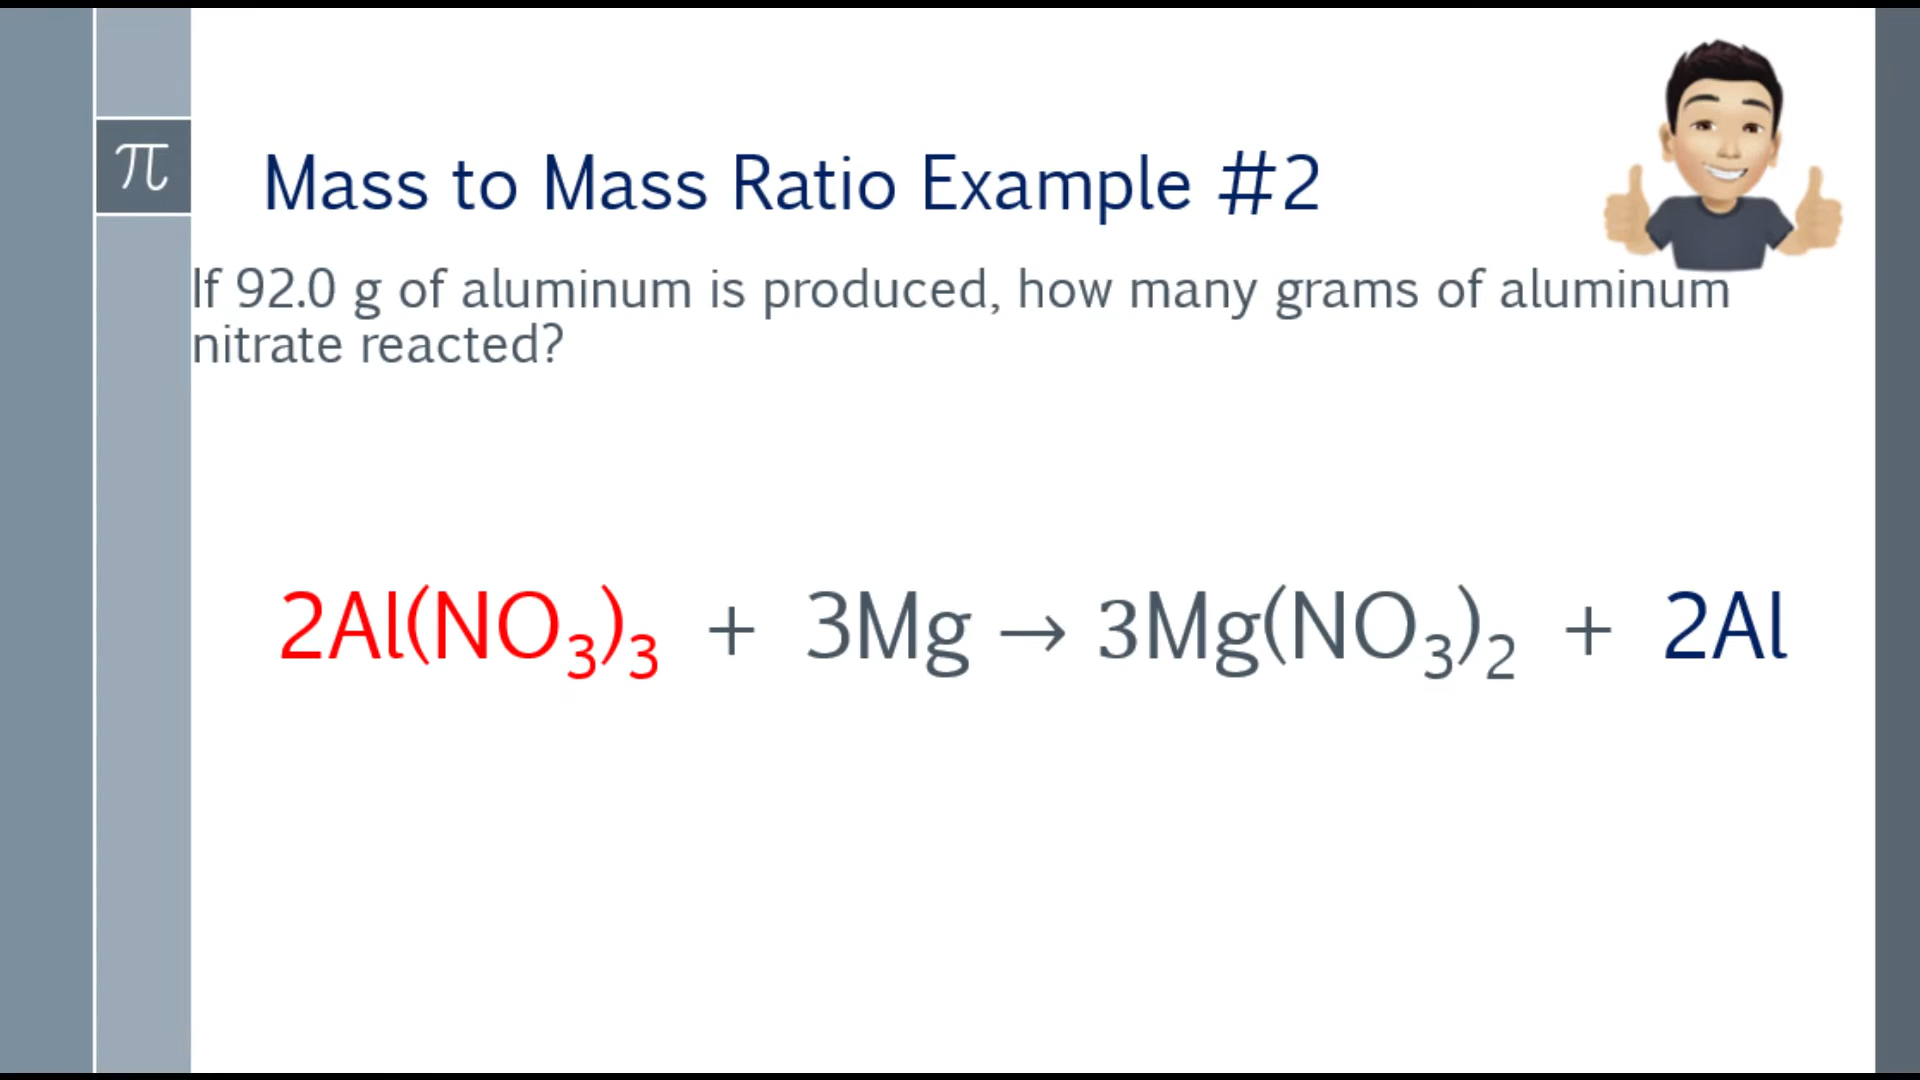 π
Mass to Mass Ratio Example #2
If 92.0 g of aluminum is produced, how many grams of aluminum
nitrate reacted?
2Al(NO₃)₃ + 3Mg → 3Mg(NO₃)₂ + 2Al